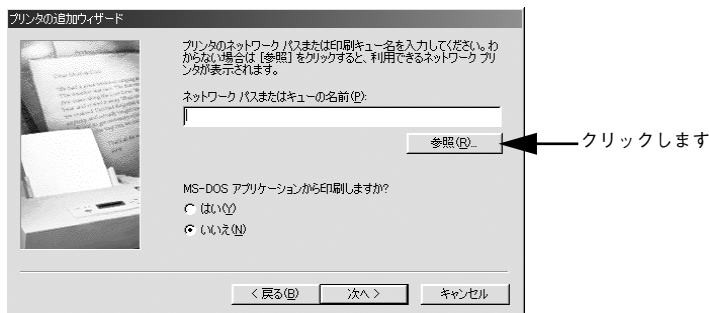 プリンタの追加ウィザード
プリンタのネットワーク パスまたは印刷キュー名を入力してください。わ
からない場合は [参照] をクリックすると、利用できるネットワーク プリ
ンタが表示されます。
ネットワーク パスまたはキューの名前(P):
参照(R)...
クリックします
MS-DOS アプリケーションから印刷しますか?
はい(Y)
いいえ(N)
< 戻る(B)
次へ >
キャンセル